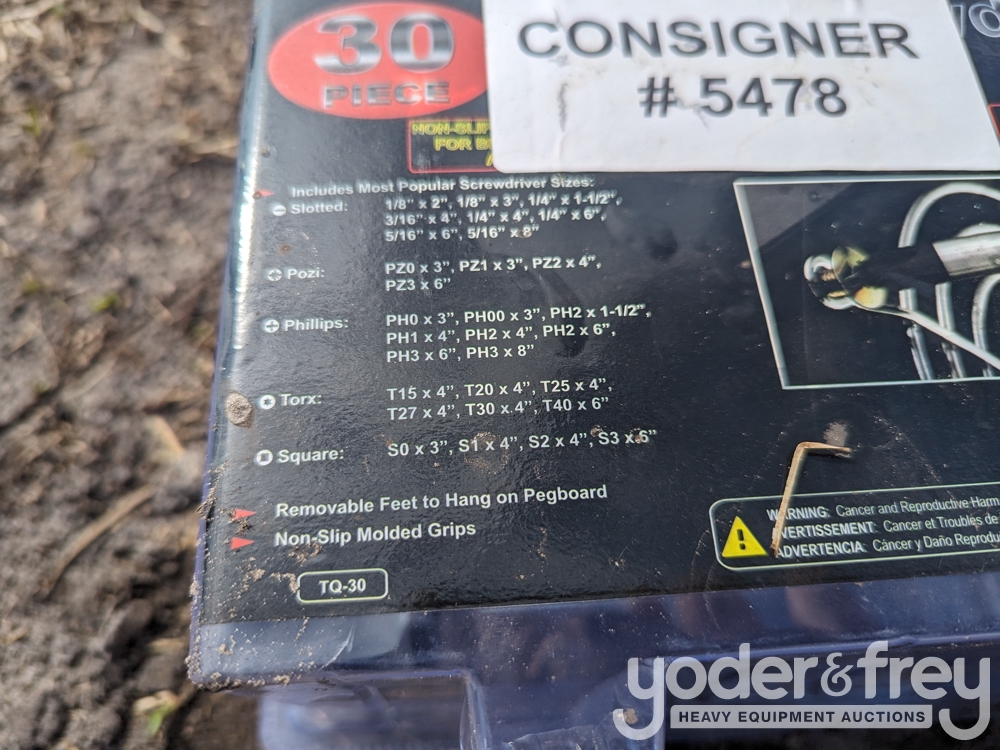 30
PIECE
CONSIGNER
# 5478
NON-SLIP
FOR
Includes Most Popular Screwdriver Sizes:
Slotted: 1/8" x 2", 1/8" x 3", 1/4" x 1-1/2",
3/16" x 4", 1/4" x 4", 1/4" x 6",
5/16" x 6", 5/16" x 8"
Pozi: PZ0 x 3", PZ1 x 3", PZ2 x 4",
PZ3 x 6"
Phillips: PH0 x 3", PH00 x 3", PH2 x 1-1/2",
PH1 x 4", PH2 x 4", PH2 x 6",
PH3 x 6", PH3 x 8"
Torx: T15 x 4", T20 x 4", T25 x 4",
T27 x 4", T30 x 4", T40 x 6"
Square: S0 x 3", S1 x 4", S2 x 4", S3 x 6"
Removable Feet to Hang on Pegboard
Non-Slip Molded Grips
TQ-30
WARNING: Cancer and Reproductive Harm
AVERTISSEMENT: Cancer et Troubles de
ADVERTENCIA: Cáncer y Daño Reprodu
yoder&frey
HEAVY EQUIPMENT AUCTIONS